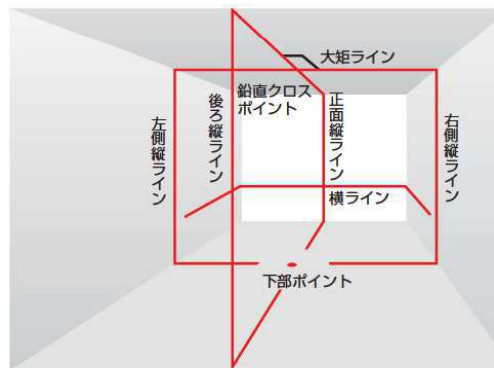 大矩ライン
鉛直クロス
ポイント
後ろ縦ライン
正面縦ライン
左側縦ライン
右側縦ライン
横ライン
下部ポイント